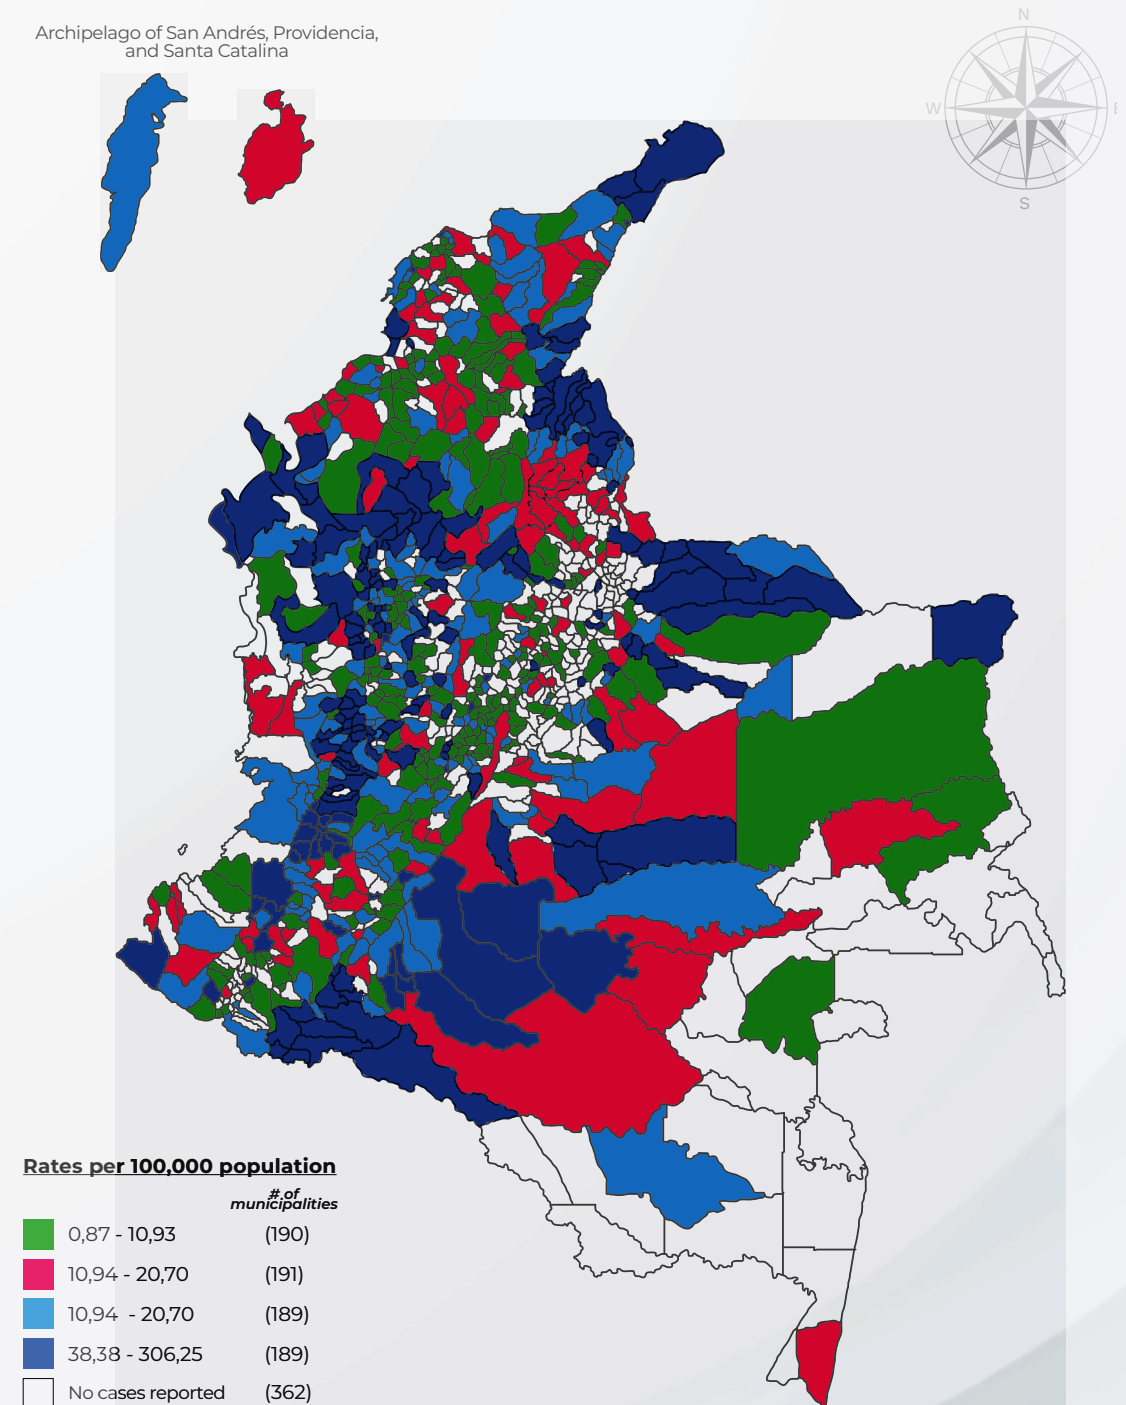 Archipelago of San Andrés, Providencia,
and Santa Catalina
N
W
S
Rates per 100,000 population
# of
municipalities
0,87 - 10,93 (190)
10,94 - 20,70 (191)
10,94 - 20,70 (189)
38,38 - 306,25 (189)
No cases reported (362)